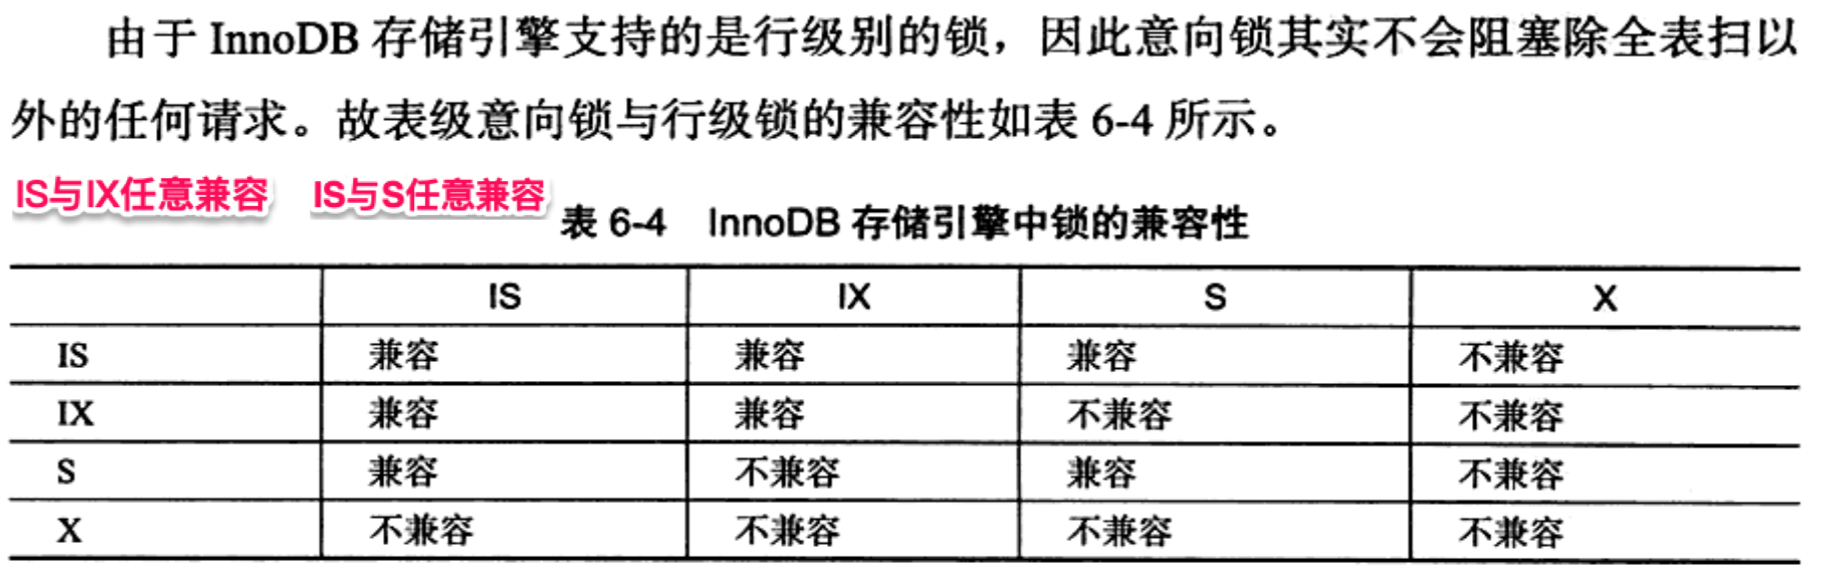 由于 InnoDB 存储引擎支持的是行级别的锁，因此意向锁其实不会阻塞除全表扫以
外的任何请求。故表级意向锁与行级锁的兼容性如表 6-4 所示。
IS与IX任意兼容 IS与S任意兼容
表 6-4 InnoDB 存储引擎中锁的兼容性
IS IX S X
IS 兼容 兼容 兼容 不兼容
IX 兼容 兼容 不兼容 不兼容
S 兼容 不兼容 兼容 不兼容
X 不兼容 不兼容 不兼容 不兼容